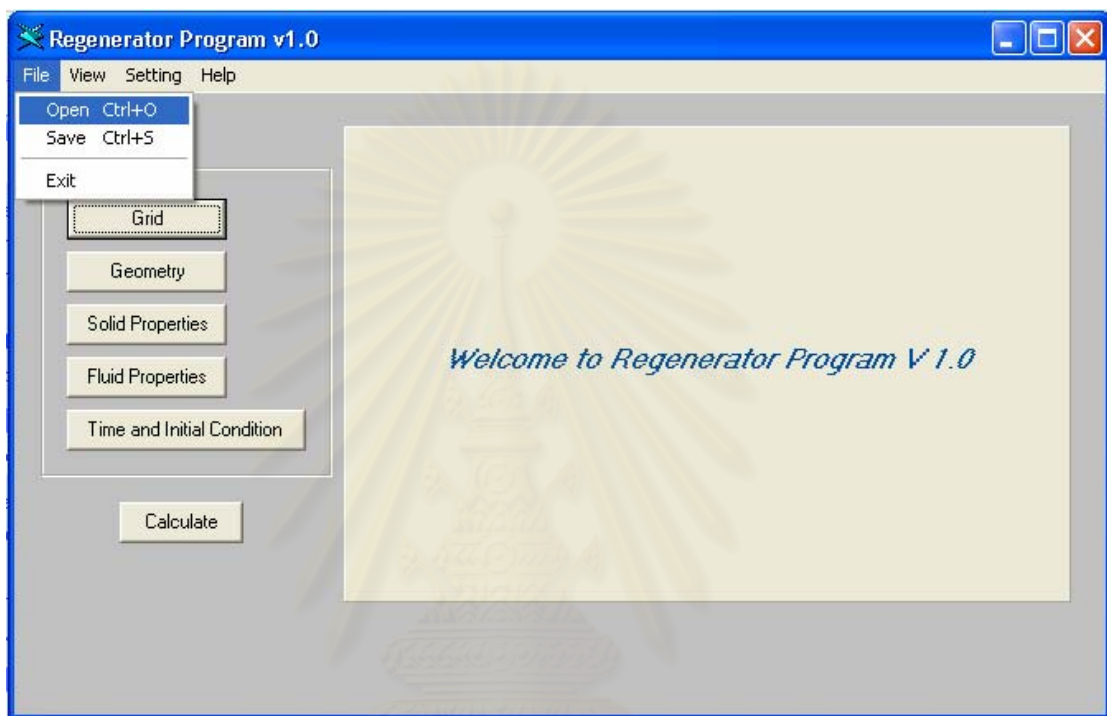 Regenerator Program v1.0
File View Setting Help
Open Ctrl+O
Save Ctrl+S
Exit
Grid
Geometry
Solid Properties
Fluid Properties
Time and Initial Condition
Calculate
Welcome to Regenerator Program V 1.0